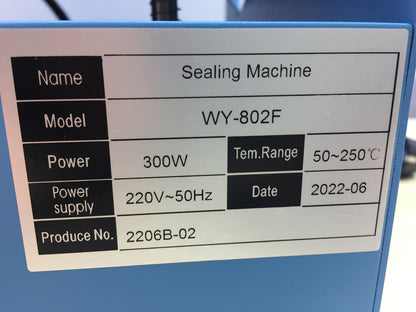 Name Sealing Machine
Model WY-802F
Power 300W Tem.Range 50~250℃
Power supply 220V~50Hz Date 2022-06
Produce No. 2206B-02